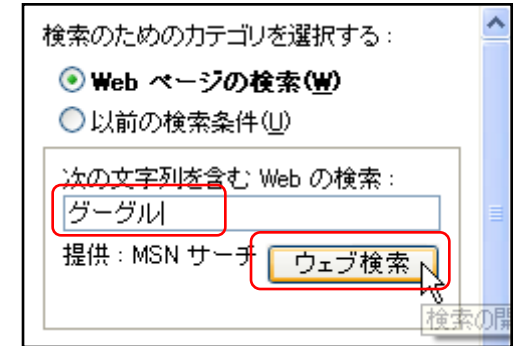 検索のためのカテゴリを選択する：
Web ページの検索(W)
以前の検索条件(U)
次の文字列を含む Web の検索：
グーグル
提供：MSN サーチ
ウェブ検索
検索の開